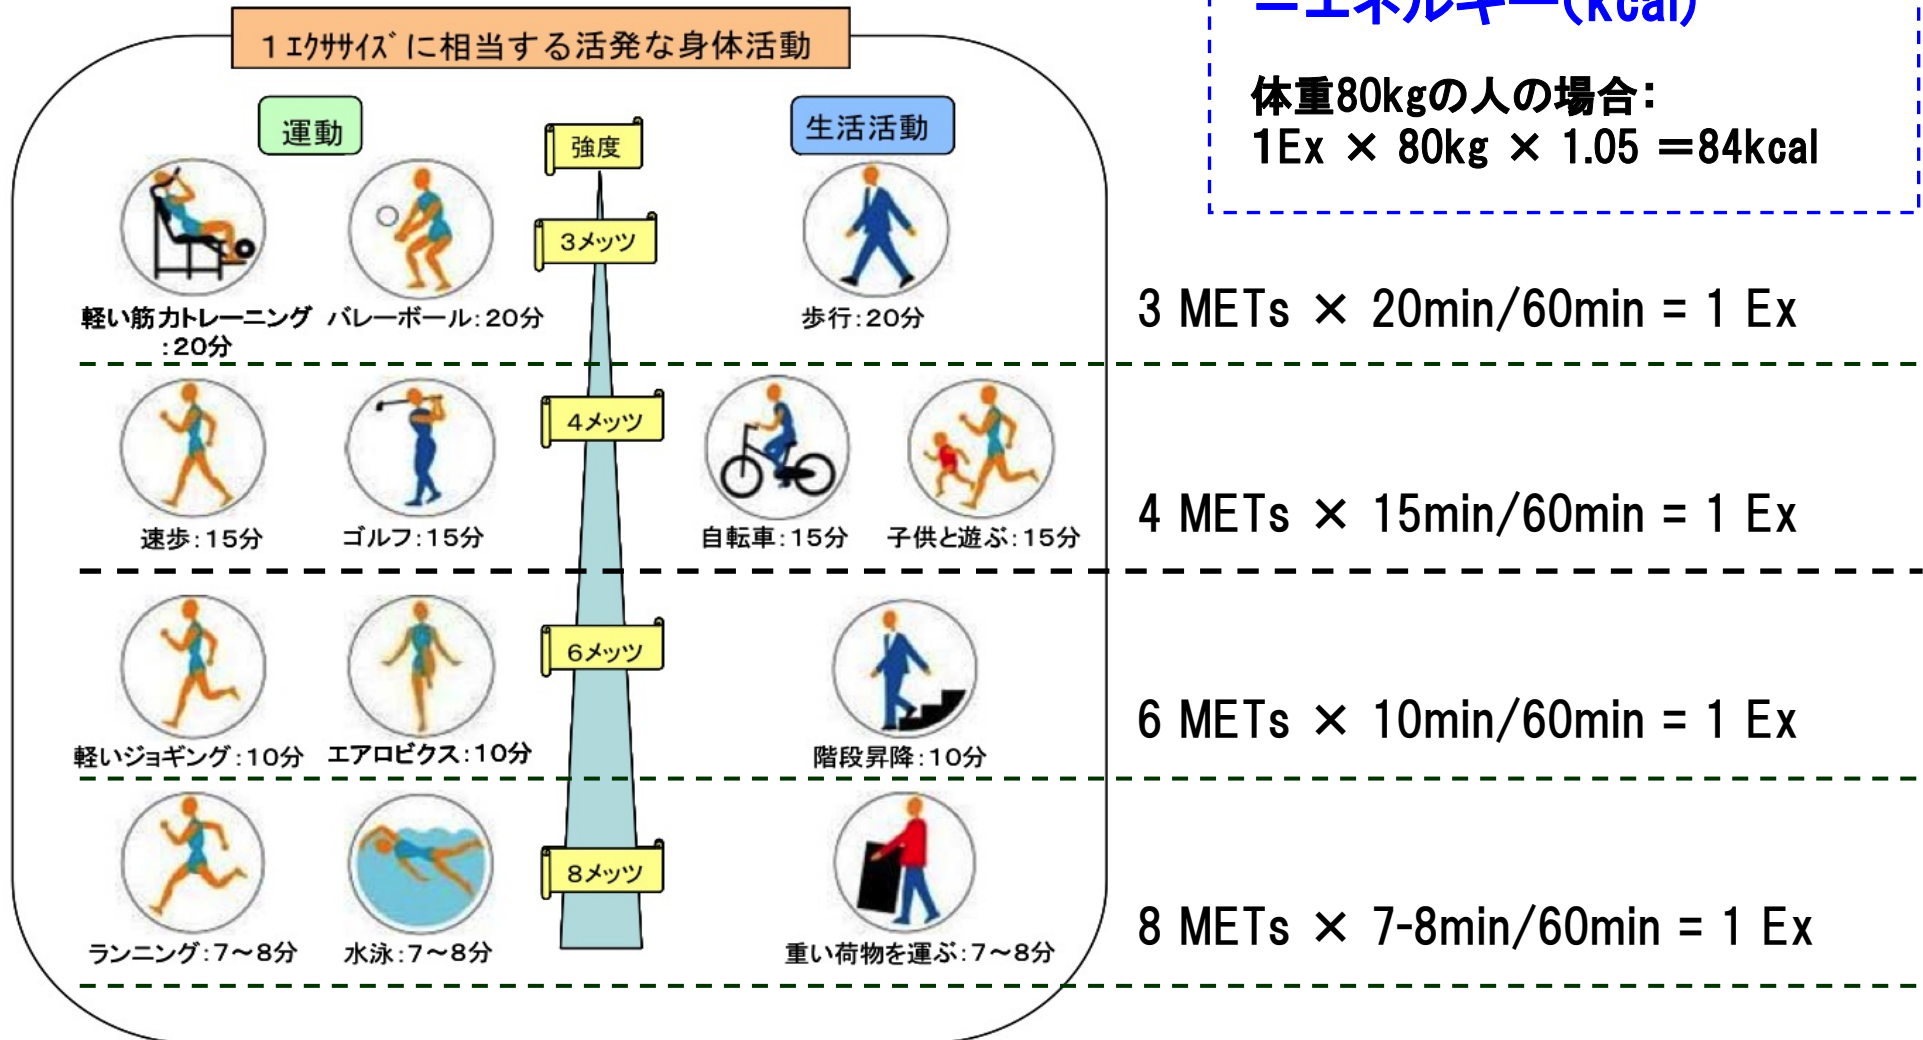 ＝エネルギー(kcal)
体重80kgの人の場合:
1Ex × 80kg × 1.05 ＝84kcal
1ｴｸｻｻｲｽﾞに相当する活発な身体活動
運動
強度
生活活動
3メッツ
軽い筋力トレーニング
:20分
バレーボール:20分
歩行:20分
3 METs × 20min/60min = 1 Ex
4メッツ
速歩:15分
ゴルフ:15分
自転車:15分
子供と遊ぶ:15分
4 METs × 15min/60min = 1 Ex
6メッツ
軽いジョギング:10分
エアロビクス:10分
階段昇降:10分
6 METs × 10min/60min = 1 Ex
8メッツ
ランニング:7～8分
水泳:7～8分
重い荷物を運ぶ:7～8分
8 METs × 7-8min/60min = 1 Ex